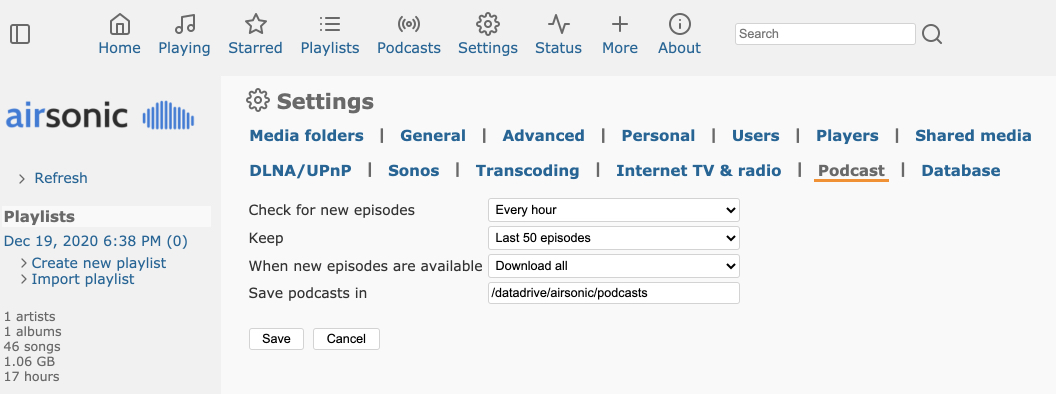 Home Playing Starred Playlists Podcasts Settings Status More About Search
airsonic
Refresh
Playlists
Dec 19, 2020 6:38 PM (0)
Create new playlist
Import playlist
1 artists
1 albums
46 songs
1.06 GB
17 hours
Settings
Media folders | General | Advanced | Personal | Users | Players | Shared media
DLNA/UPnP | Sonos | Transcoding | Internet TV & radio | Podcast | Database
Check for new episodes Every hour
Keep Last 50 episodes
When new episodes are available Download all
Save podcasts in /datadrive/airsonic/podcasts
Save Cancel